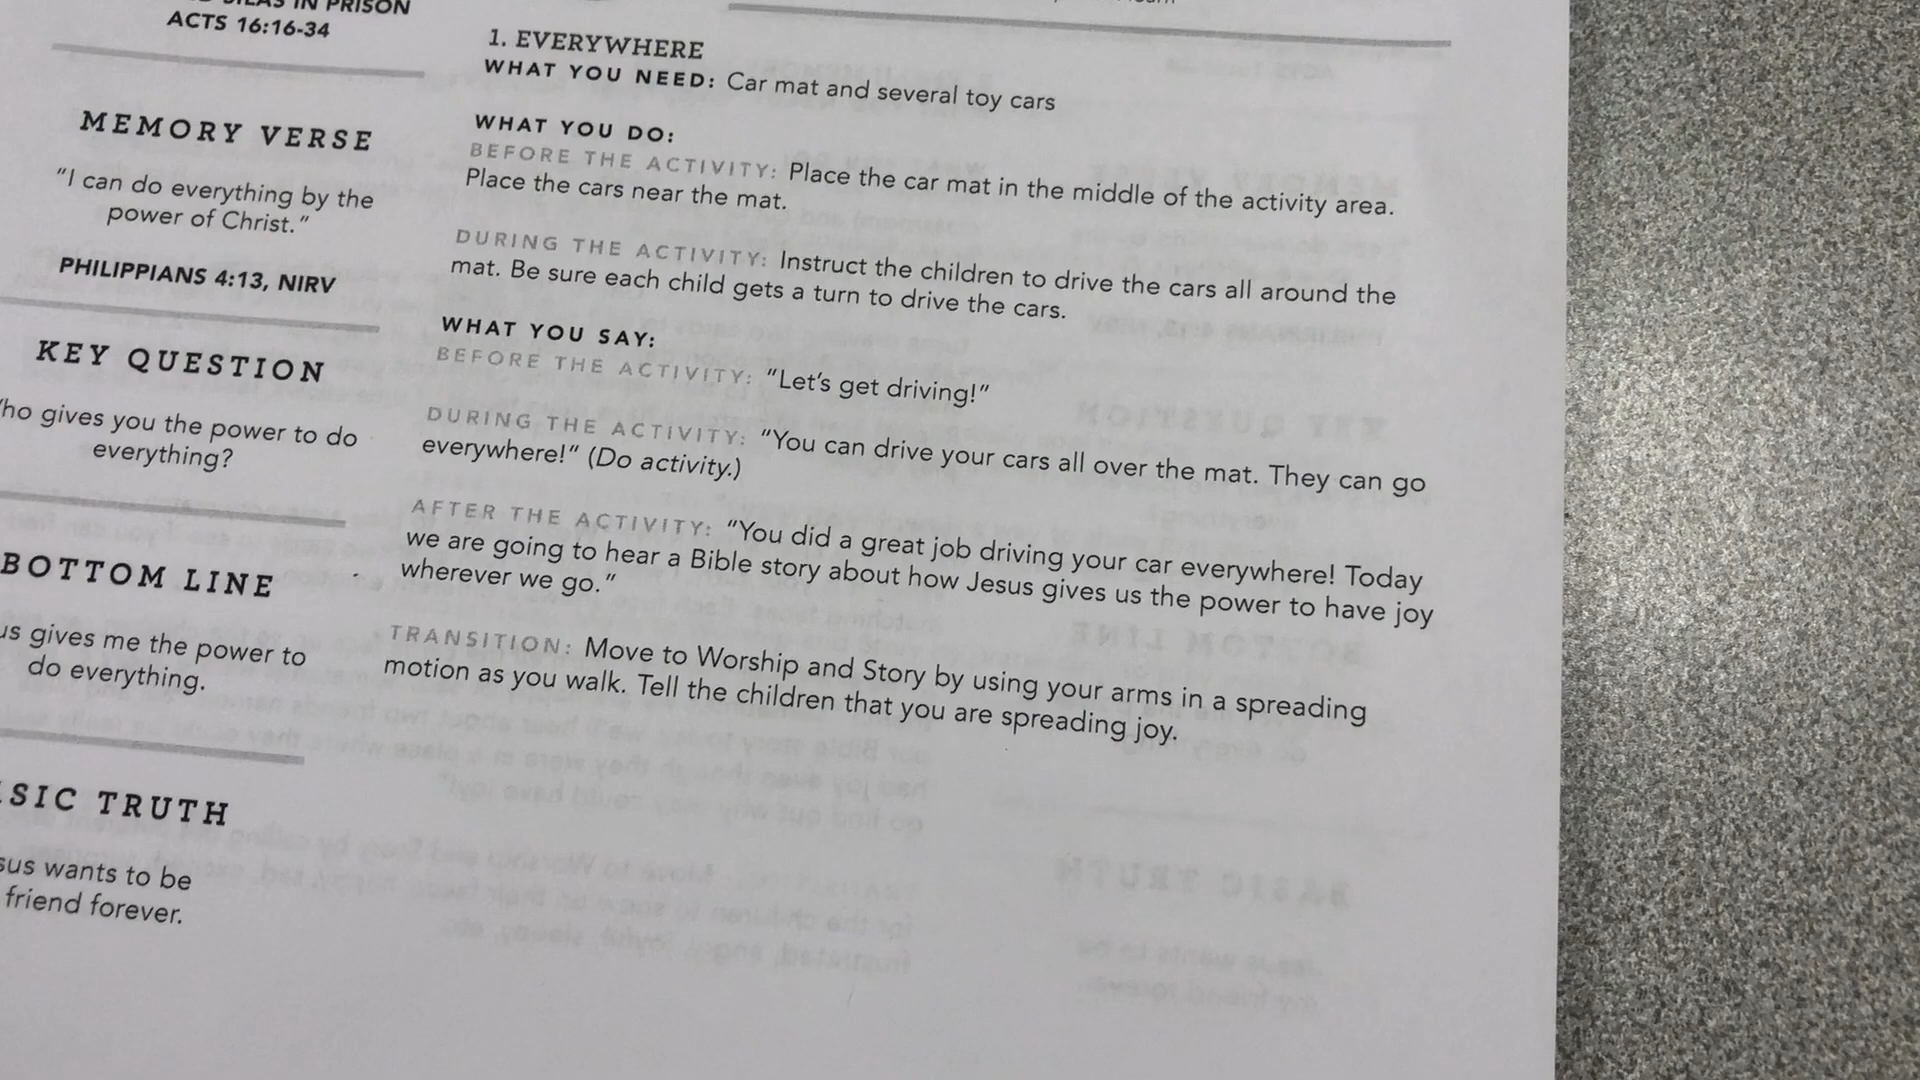 IN PRISON
ACTS 16:16-34
MEMORY VERSE
“I can do everything by the
power of Christ.”
PHILIPPIANS 4:13, NIRV
KEY QUESTION
ho gives you the power to do
everything?
BOTTOM LINE
us gives me the power to
do everything.
SIC TRUTH
sus wants to be
friend forever.
1. EVERYWHERE
WHAT YOU NEED: Car mat and several toy cars
WHAT YOU DO:
BEFORE THE ACTIVITY: Place the car mat in the middle of the activity area.
Place the cars near the mat.
DURING THE ACTIVITY: Instruct the children to drive the cars all around the
mat. Be sure each child gets a turn to drive the cars.
WHAT YOU SAY:
BEFORE THE ACTIVITY: “Let’s get driving!”
DURING THE ACTIVITY: “You can drive your cars all over the mat. They can go
everywhere!” (Do activity.)
AFTER THE ACTIVITY: “You did a great job driving your car everywhere! Today
we are going to hear a Bible story about how Jesus gives us the power to have joy
wherever we go.”
TRANSITION: Move to Worship and Story by using your arms in a spreading
motion as you walk. Tell the children that you are spreading joy.